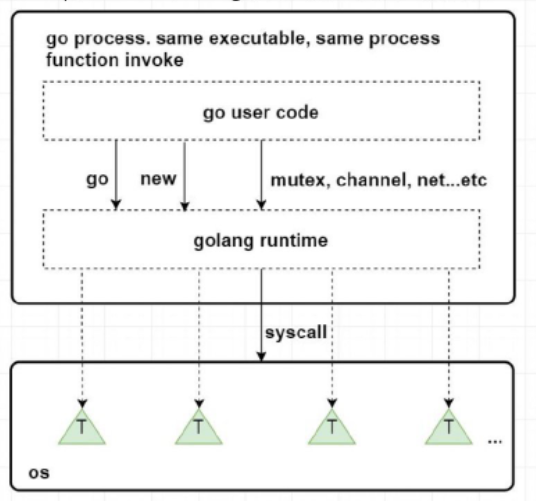 go process. same executable, same process
function invoke
go user code
go new mutex, channel, net...etc
golang runtime
syscall
T T T T ...
os